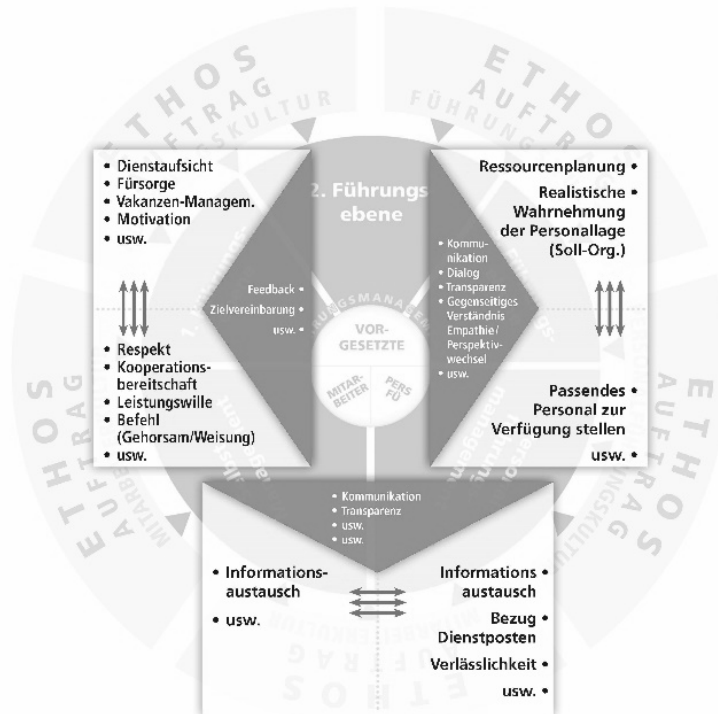 ETHOS
AUFTRAG
ETHOS
AUFTRAG
• Dienstaufsicht
• Fürsorge
• Vakanzen-Managem.
• Motivation
• usw.
• Respekt
• Kooperations-
bereitschaft
• Leistungswille
• Befehl
(Gehorsam/Weisung)
• usw.
2. Führungs
ebene
Feedback •
Zielvereinbarung •
usw. •
VOR-
GESETZTE
MITAR-
BEITER
PERS
FÜ
• Kommu-
nikation
• Dialog
• Transparenz
• Gegenseitiges
Verständnis
Empathie/
Perspektiv-
wechsel
• usw.
Ressourcenplanung •
Realistische •
Wahrnehmung
der Personallage
(Soll-Org.)
Passendes •
Personal zur
Verfügung stellen
usw. •
ETHOS
AUFTRAG
ETHOS
AUFTRAG
• Kommunikation
• Transparenz
• usw.
• usw.
• Informations-
austausch
• usw.
Informations •
austausch
Bezug •
Dienstposten
Verlässlichkeit •
usw. •
AUFTRAG
ETHOS